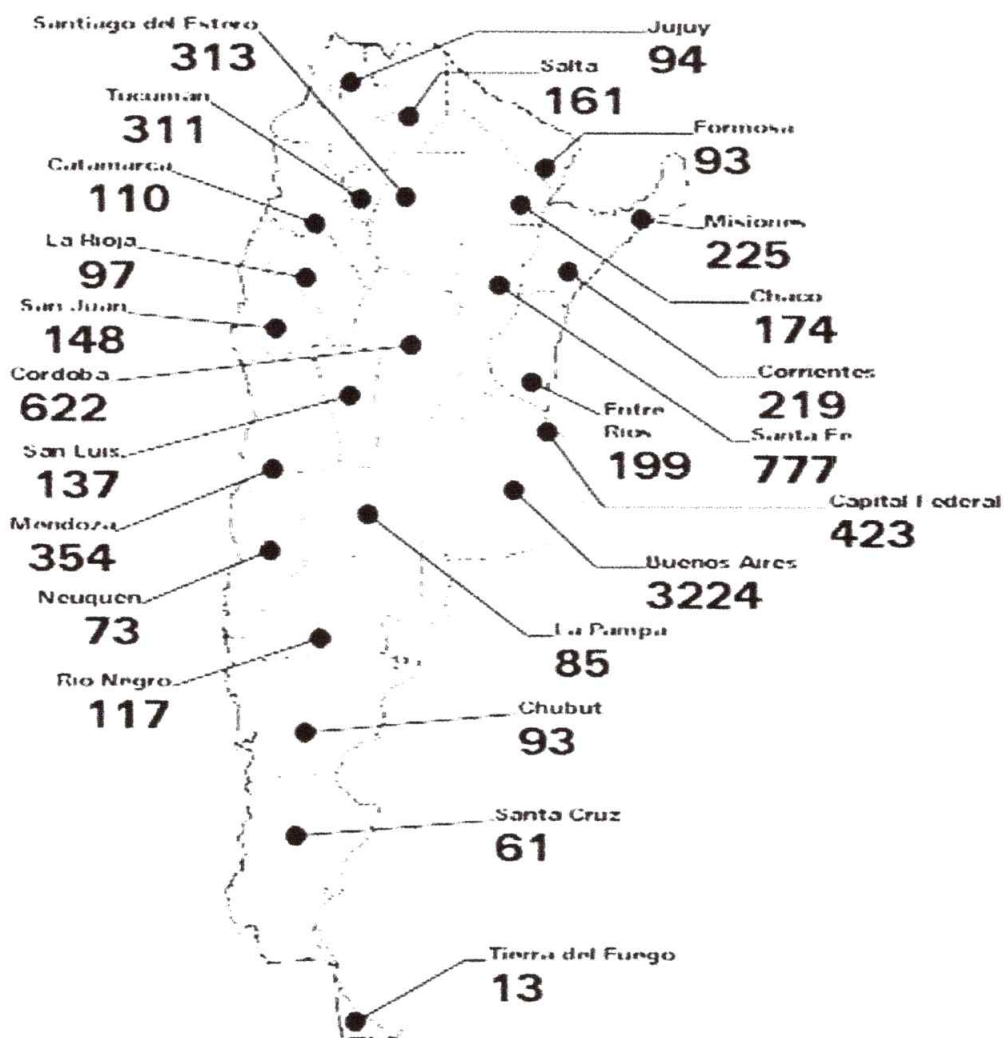 Santiago del Estero
313
Tucuman
311
Catamarca
110
La Rioja
97
San Juan
148
Cordoba
622
San Luis
137
Mendoza
354
Neuquen
73
Rio Negro
117
Jujuy
94
Salta
161
Formosa
93
Misiones
225
Chaco
174
Corrientes
219
Santa Fe
777
Entre
Rios
199
Capital Federal
423
Buenos Aires
3224
La Pampa
85
Chubut
93
Santa Cruz
61
Tierra del Fuego
13